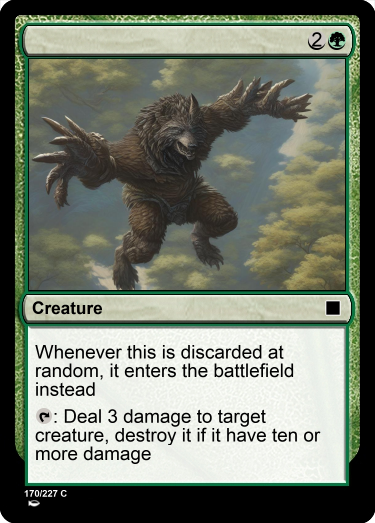 2
Creature
Whenever this is discarded at
random, it enters the battlefield
instead
: Deal 3 damage to target
creature, destroy it if it have ten or
more damage
170/227 C